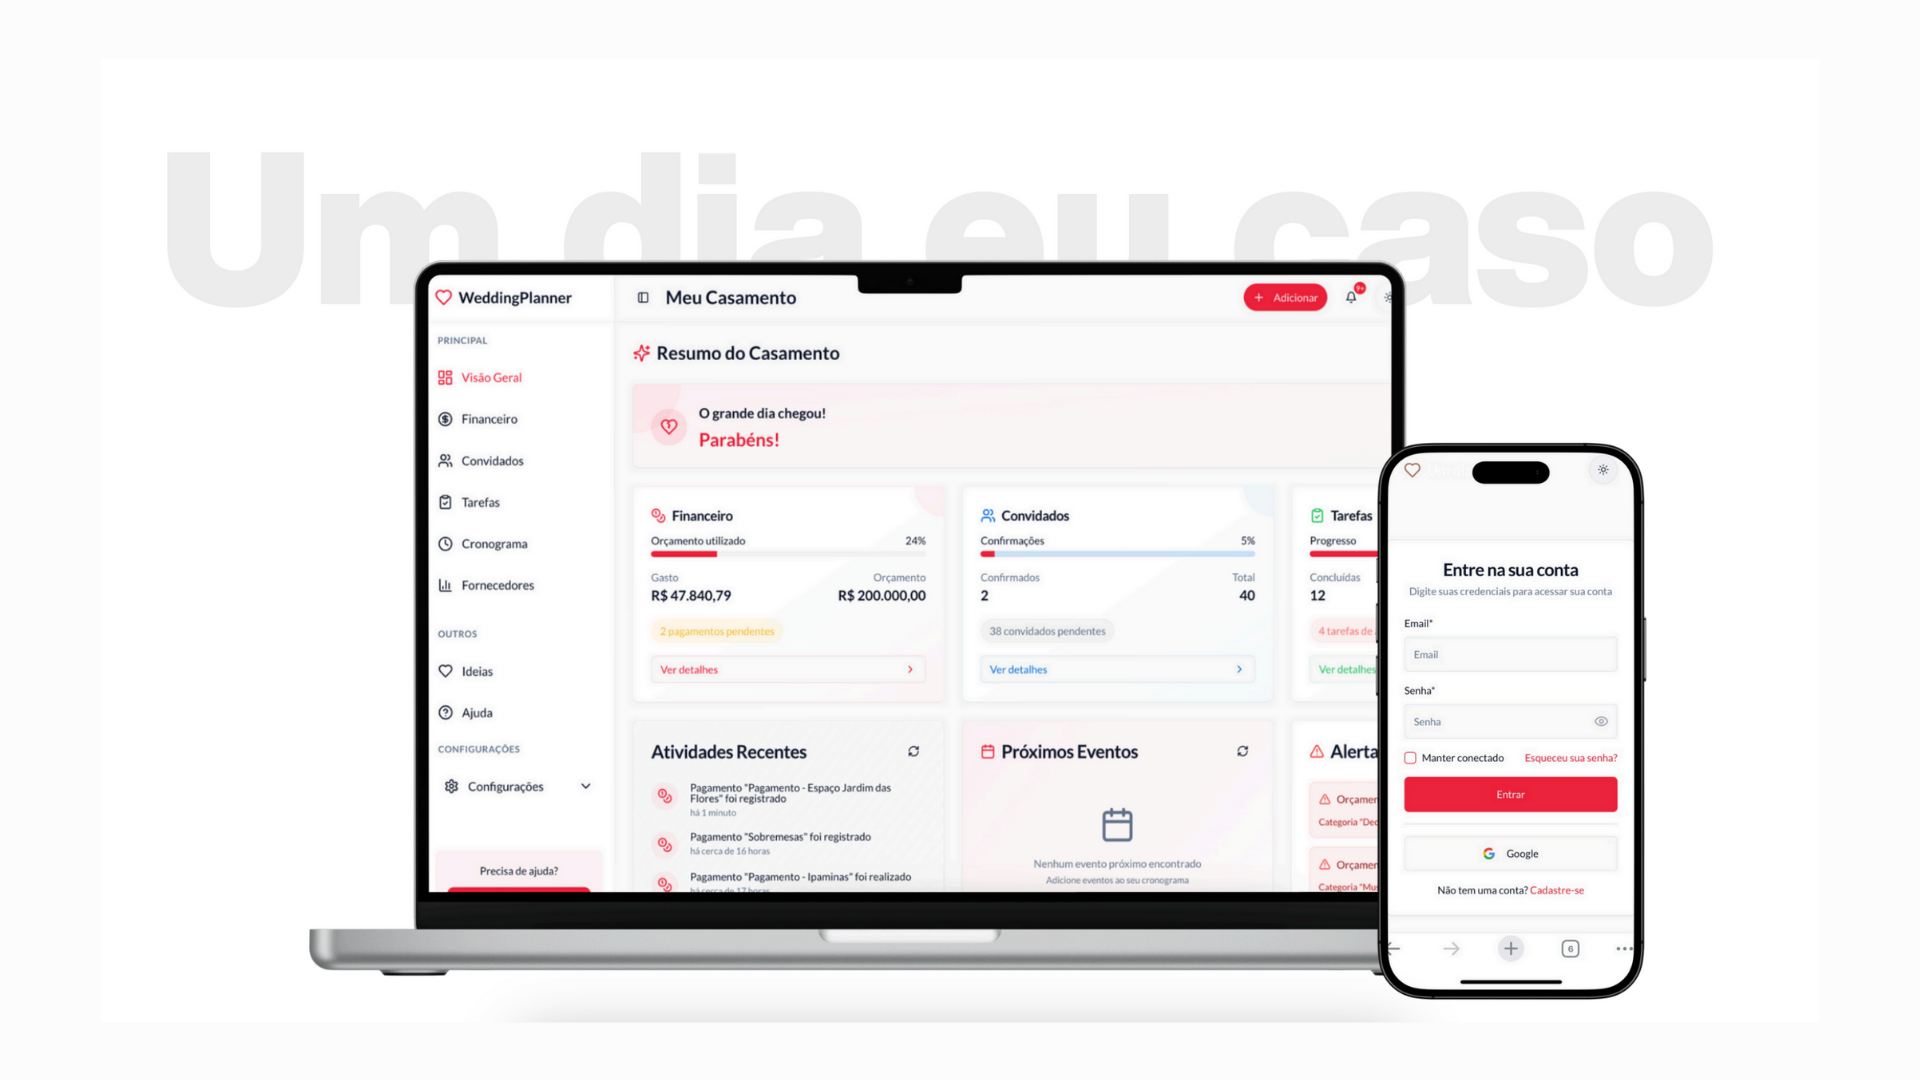 Um dia eu caso
WeddingPlanner
PRINCIPAL
Visão Geral
Financeiro
Convidados
Tarefas
Cronograma
Fornecedores
OUTROS
Ideias
Ajuda
CONFIGURAÇÕES
Configurações
Precisa de ajuda?
Meu Casamento
+ Adicionar
9+
Resumo do Casamento
O grande dia chegou!
Parabéns!
Financeiro
Orçamento utilizado 24%
Gasto Orçamento
R$ 47.840,79 R$ 200.000,00
2 pagamentos pendentes
Ver detalhes
Convidados
Confirmações 5%
Confirmados Total
2 40
38 convidados pendentes
Ver detalhes
Tarefas
Progresso
Concluídas
12
4 tarefas de
Ver detalhes
Atividades Recentes
Pagamento "Pagamento - Espaço Jardim das
Flores" foi registrado
há 1 minuto
Pagamento "Sobremesas" foi registrado
há cerca de 16 horas
Pagamento "Pagamento - Ipaminas" foi realizado
há cerca de 17 horas
Próximos Eventos
Nenhum evento próximo encontrado
Adicione eventos ao seu cronograma
Alerta
Orçamen
Categoria "Dec
Orçamen
Categoria "Mu
Entre na sua conta
Digite suas credenciais para acessar sua conta
Email*
Email
Senha*
Senha
Manter conectado Esqueceu sua senha?
Entrar
Google
Não tem uma conta? Cadastre-se
6